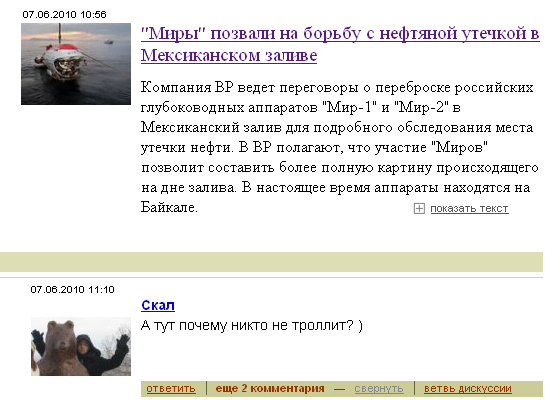 07.06.2010 10:56
"Миры" позвали на борьбу с нефтяной утечкой в
Мексиканском заливе
Компания BP ведет переговоры о переброске российских
глубоководных аппаратов "Мир-1" и "Мир-2" в
Мексиканский залив для подробного обследования места
утечки нефти. В BP полагают, что участие "Миров"
позволит составить более полную картину происходящего
на дне залива. В настоящее время аппараты находятся на
Байкале.
показать текст
07.06.2010 11:10
Скал
А тут почему никто не троллит? )
ответить | еще 2 комментария — свернуть | ветвь дискуссии